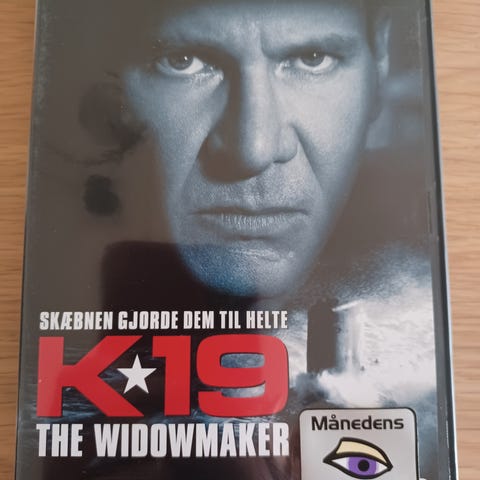 SKÆBNEN GJORDE DEM TIL HELTE
K★19
THE WIDOWMAKER
Månedens